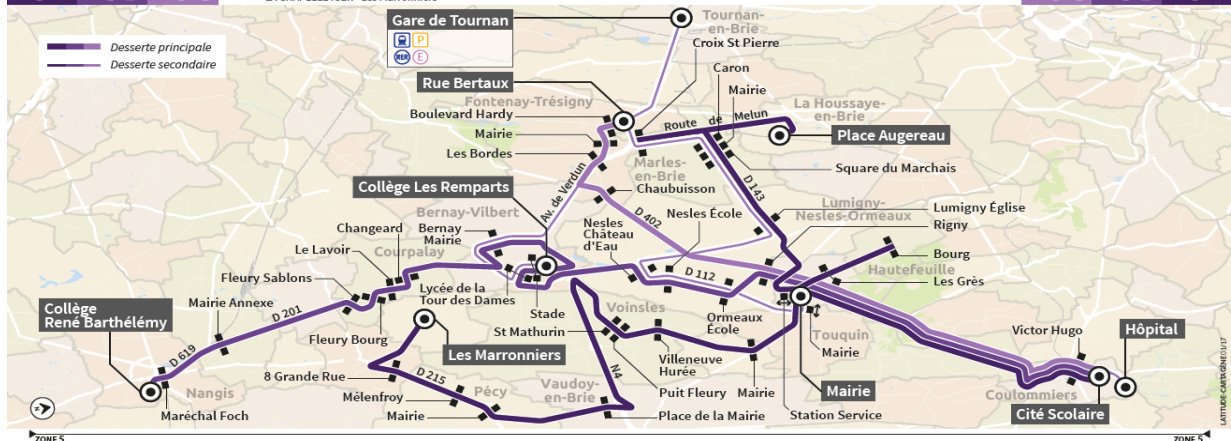 Desserte principale
Desserte secondaire
Gare de Tournan
P
RER
E
Tournan-
en-Brie
Croix St Pierre
Rue Bertaux
Caron
Mairie
Fontenay-Trésigny
Boulevard Hardy
La Houssaye-
en-Brie
Route de Melun
Place Augereau
Mairie
Les Bordes
Marles-
en-Brie
Square du Marchais
Collège Les Remparts
Av. de Verdun
Chaubuisson
D 143
D 402
Bernay-Vilbert
Bernay
Mairie
Nesles École
Lumigny-
Nesles-Ormeaux
Lumigny Église
Rigny
Nesles
Château
d'Eau
Changeard
Le Lavoir
Courpalay
Bourg
Hautefeuille
Fleury Sablons
D 112
Les Grès
Lycée de la
Tour des Dames
Mairie Annexe
Collège
René Barthélémy
D 201
Stade
St Mathurin
Voinsles
Ormeaux
École
Touquin
Mairie
Victor Hugo
Hôpital
Fleury Bourg
Les Marronniers
D 619
8 Grande Rue
D 215
Villeneuve
Hurée
Nangis
Mélenfroy
Pécy
Vaudoy-
en-Brie
N4
Puit Fleury
Mairie
Mairie
Coulommiers
Cité Scolaire
Maréchal Foch
Mairie
Place de la Mairie
Station Service
N
LATITUDE-CARTAGÈNE 01/17
ZONE 5
ZONE 5